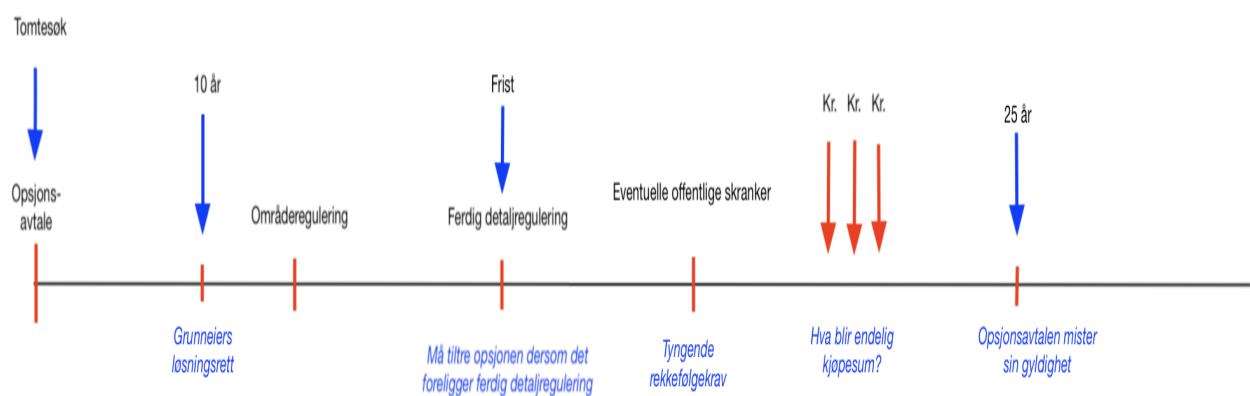 Tomtesøk
10 år
Frist
Kr. Kr. Kr.
25 år
Opsjons-
avtale
Områderegulering
Ferdig detaljregulering
Eventuelle offentlige skranker
Grunneiers
løsningsrett
Må tiltre opsjonen dersom det
foreligger ferdig detaljregulering
Tyngende
rekkefølgekrav
Hva blir endelig
kjøpesum?
Opsjonsavtalen mister
sin gyldighet